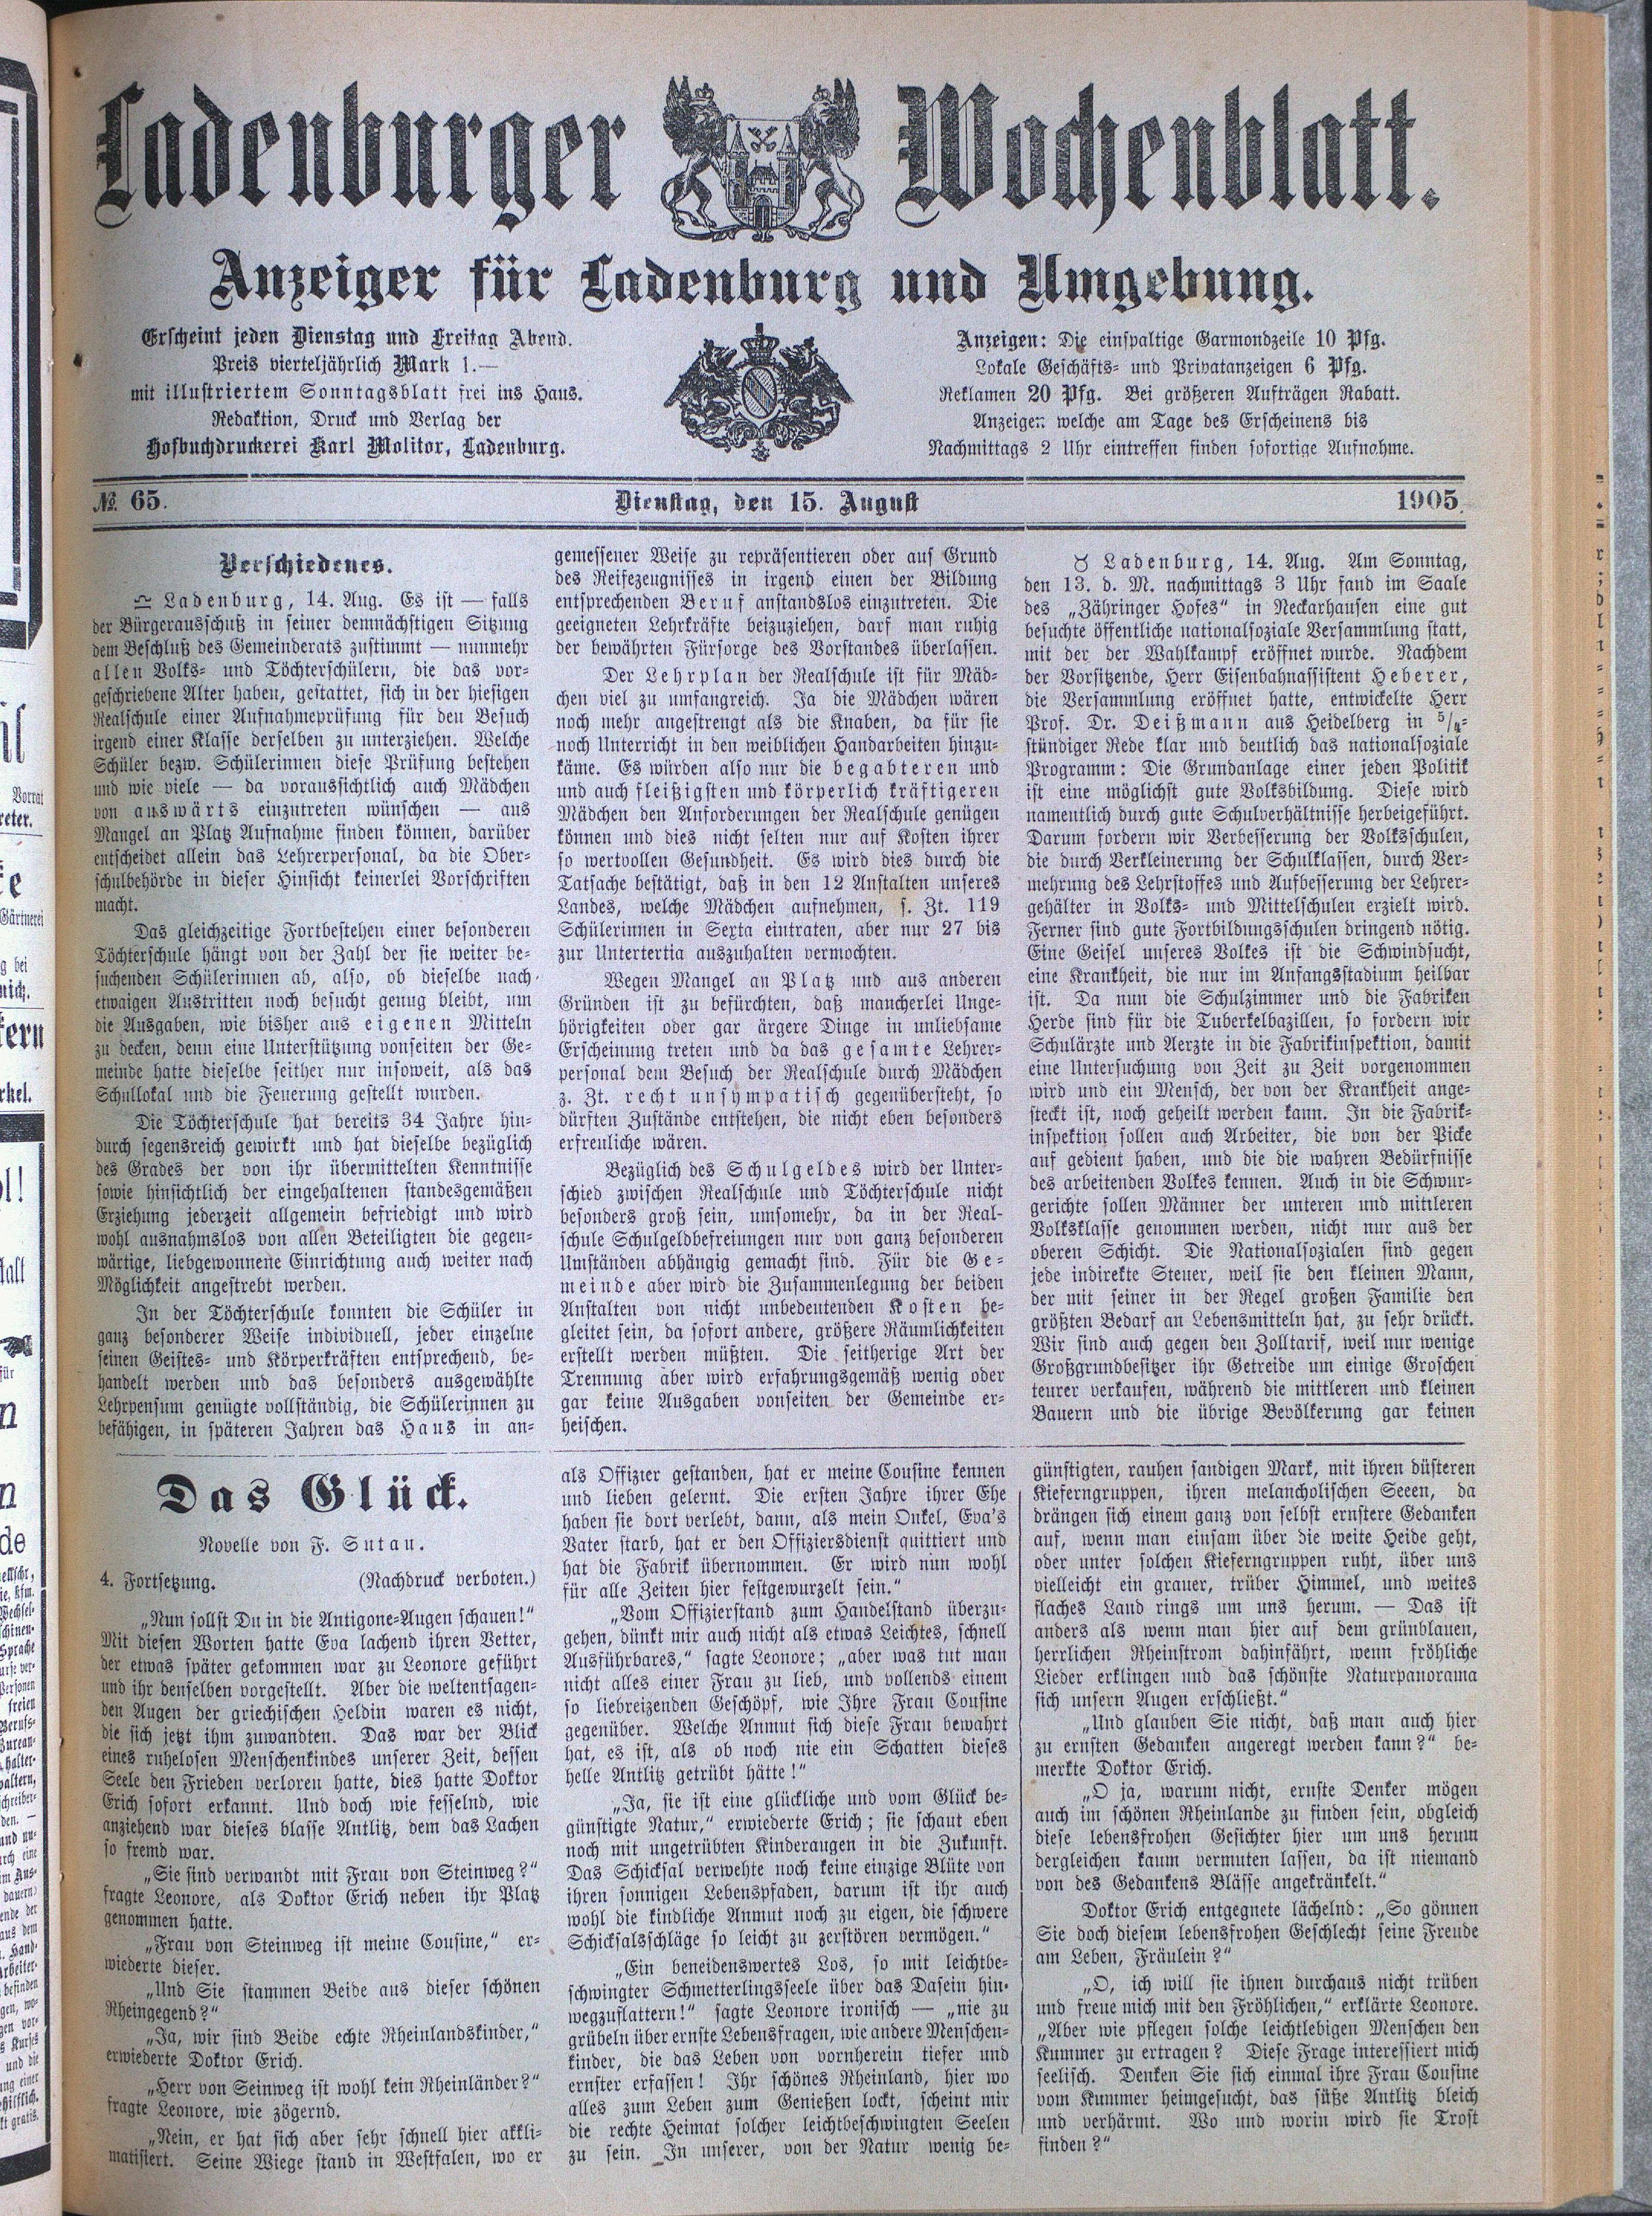 Ladenburger Wochenblatt.
Anzeiger für Ladenburg und Umgebung.
Erscheint jeden Dienstag und Freitag Abend.
Preis vierteljährlich Mark 1.—
mit illustriertem Sonntagsblatt frei ins Haus.
Redaktion, Druck und Verlag der
Hofbuchdruckerei Karl Molitor, Ladenburg.
Anzeigen: Die einspaltige Garmondzeile 10 Pfg.
Lokale Geschäfts- und Privatanzeigen 6 Pfg.
Reklamen 20 Pfg. Bei größeren Aufträgen Rabatt.
Anzeigen welche am Tage des Erscheinens bis
Nachmittags 2 Uhr eintreffen finden sofortige Aufnahme.
№ 65. Dienstag, den 15. August 1905.
Verschiedenes.
♎ Ladenburg, 14. Aug. Es ist — falls
der Bürgerausschuß in seiner demnächstigen Sitzung
dem Beschluß des Gemeinderats zustimmt — nunmehr
allen Volks- und Töchterschülern, die das vor-
geschriebene Alter haben, gestattet, sich in der hiesigen
Realschule einer Aufnahmeprüfung für den Besuch
irgend einer Klasse derselben zu unterziehen. Welche
Schüler bezw. Schülerinnen diese Prüfung bestehen
und wie viele — da voraussichtlich auch Mädchen
von auswärts einzutreten wünschen — aus
Mangel an Platz Aufnahme finden können, darüber
entscheidet allein das Lehrerpersonal, da die Ober-
schulbehörde in dieser Hinsicht keinerlei Vorschriften
macht.
Das gleichzeitige Fortbestehen einer besonderen
Töchterschule hängt von der Zahl der sie weiter be-
suchenden Schülerinnen ab, also, ob dieselbe nach
etwaigen Austritten noch besucht genug bleibt, um
die Ausgaben, wie bisher aus eigenen Mitteln
zu decken, denn eine Unterstützung vonseiten der Ge-
meinde hatte dieselbe seither nur insoweit, als das
Schullokal und die Feuerung gestellt wurden.
Die Töchterschule hat bereits 34 Jahre hin-
durch segensreich gewirkt und hat dieselbe bezüglich
des Grades der von ihr übermittelten Kenntnisse
sowie hinsichtlich der eingehaltenen standesgemäßen
Erziehung jederzeit allgemein befriedigt und wird
wohl ausnahmslos von allen Beteiligten die gegen-
wärtige, liebgewonnene Einrichtung auch weiter nach
Möglichkeit angestrebt werden.
In der Töchterschule konnten die Schüler in
ganz besonderer Weise individuell, jeder einzelne
seinen Geistes- und Körperkräften entsprechend, be-
handelt werden und das besonders ausgewählte
Lehrpensum genügte vollständig, die Schülerinnen zu
befähigen, in späteren Jahren das Haus in an-
gemessener Weise zu repräsentieren oder auf Grund
des Reifezeugnisses in irgend einen der Bildung
entsprechenden Beruf anstandslos einzutreten. Die
geeigneten Lehrkräfte beizuziehen, darf man ruhig
der bewährten Fürsorge des Vorstandes überlassen.
Der Lehrplan der Realschule ist für Mäd-
chen viel zu umfangreich. Ja die Mädchen wären
noch mehr angestrengt als die Knaben, da für sie
noch Unterricht in den weiblichen Handarbeiten hinzu-
käme. Es würden also nur die begabteren und
und auch fleißigsten und körperlich kräftigeren
Mädchen den Anforderungen der Realschule genügen
können und dies nicht selten nur auf Kosten ihrer
so wertvollen Gesundheit. Es wird dies durch die
Tatsache bestätigt, daß in den 12 Anstalten unseres
Landes, welche Mädchen aufnehmen, s. Zt. 119
Schülerinnen in Sexta eintraten, aber nur 27 bis
zur Untertertia auszuhalten vermochten.
Wegen Mangel an Platz und aus anderen
Gründen ist zu befürchten, daß mancherlei Unge-
hörigkeiten oder gar ärgere Dinge in unliebsame
Erscheinung treten und da das gesamte Lehrer-
personal dem Besuch der Realschule durch Mädchen
z. Zt. recht unsympatisch gegenübersteht, so
dürften Zustände entstehen, die nicht eben besonders
erfreuliche wären.
Bezüglich des Schulgeldes wird der Unter-
schied zwischen Realschule und Töchterschule nicht
besonders groß sein, umsomehr, da in der Real-
schule Schulgeldbefreiungen nur von ganz besonderen
Umständen abhängig gemacht sind. Für die Ge-
meinde aber wird die Zusammenlegung der beiden
Anstalten von nicht unbedeutenden Kosten be-
gleitet sein, da sofort andere, größere Räumlichkeiten
erstellt werden müßten. Die seitherige Art der
Trennung aber wird erfahrungsgemäß wenig oder
gar keine Ausgaben vonseiten der Gemeinde er-
heischen.
♉ Ladenburg, 14. Aug. Am Sonntag,
den 13. d. M. nachmittags 3 Uhr fand im Saale
des „Zähringer Hofes“ in Neckarhausen eine gut
besuchte öffentliche nationalsoziale Versammlung statt,
mit der der Wahlkampf eröffnet wurde. Nachdem
der Vorsitzende, Herr Eisenbahnassistent Heberer,
die Versammlung eröffnet hatte, entwickelte Herr
Prof. Dr. Deißmann aus Heidelberg in 5/4-
stündiger Rede klar und deutlich das nationalsoziale
Programm: Die Grundanlage einer jeden Politik
ist eine möglichst gute Volksbildung. Diese wird
namentlich durch gute Schulverhältnisse herbeigeführt.
Darum fordern wir Verbesserung der Volksschulen,
die durch Verkleinerung der Schulklassen, durch Ver-
mehrung des Lehrstoffes und Aufbesserung der Lehrer-
gehälter in Volks- und Mittelschulen erzielt wird.
Ferner sind gute Fortbildungsschulen dringend nötig.
Eine Geisel unseres Volkes ist die Schwindsucht,
eine Krankheit, die nur im Anfangsstadium heilbar
ist. Da nun die Schulzimmer und die Fabriken
Herde sind für die Tuberkelbazillen, so fordern wir
Schulärzte und Aerzte in die Fabrikinspektion, damit
eine Untersuchung von Zeit zu Zeit vorgenommen
wird und ein Mensch, der von der Krankheit ange-
steckt ist, noch geheilt werden kann. In die Fabrik-
inspektion sollen auch Arbeiter, die von der Picke
auf gedient haben, und die die wahren Bedürfnisse
des arbeitenden Volkes kennen. Auch in die Schwur-
gerichte sollen Männer der unteren und mittleren
Volksklasse genommen werden, nicht nur aus der
oberen Schicht. Die Nationalsozialen sind gegen
jede indirekte Steuer, weil sie den kleinen Mann,
der mit seiner in der Regel großen Familie den
größten Bedarf an Lebensmitteln hat, zu sehr drückt.
Wir sind auch gegen den Zolltarif, weil nur wenige
Großgrundbesitzer ihr Getreide um einige Groschen
teurer verkaufen, während die mittleren und kleinen
Bauern und die übrige Bevölkerung gar keinen
Das Glück.
Novelle von F. Sutau.
4. Fortsetzung. (Nachdruck verboten.)
„Nun sollst Du in die Antigone-Augen schauen!“
Mit diesen Worten hatte Eva lachend ihren Vetter,
der etwas später gekommen war zu Leonore geführt
und ihr denselben vorgestellt. Aber die weltentsagen-
den Augen der griechischen Heldin waren es nicht,
die sich jetzt ihm zuwandten. Das war der Blick
eines ruhelosen Menschenkindes unserer Zeit, dessen
Seele den Frieden verloren hatte, dies hatte Doktor
Erich sofort erkannt. Und doch wie fesselnd, wie
anziehend war dieses blasse Antlitz, dem das Lachen
so fremd war.
„Sie sind verwandt mit Frau von Steinweg?“
fragte Leonore, als Doktor Erich neben ihr Platz
genommen hatte.
„Frau von Steinweg ist meine Cousine,“ er-
wiederte dieser.
„Und Sie stammen Beide aus dieser schönen
Rheingegend?“
„Ja, wir sind Beide echte Rheinlandskinder,“
erwiederte Doktor Erich.
„Herr von Seinweg ist wohl kein Rheinländer?“
fragte Leonore, wie zögernd.
„Nein, er hat sich aber sehr schnell hier akkli-
matisiert. Seine Wiege stand in Westfalen, wo er
als Offizier gestanden, hat er meine Cousine kennen
und lieben gelernt. Die ersten Jahre ihrer Ehe
haben sie dort verlebt, dann, als mein Onkel, Eva's
Vater starb, hat er den Offiziersdienst quittiert und
hat die Fabrik übernommen. Er wird nun wohl
für alle Zeiten hier festgewurzelt sein.“
„Vom Offizierstand zum Handelstand überzu-
gehen, dünkt mir auch nicht als etwas Leichtes, schnell
Ausführbares,“ sagte Leonore; „aber was tut man
nicht alles einer Frau zu lieb, und vollends einem
so liebreizenden Geschöpf, wie Ihre Frau Cousine
gegenüber. Welche Anmut sich diese Frau bewahrt
hat, es ist, als ob noch nie ein Schatten dieses
helle Antlitz getrübt hätte!“
„Ja, sie ist eine glückliche und vom Glück be-
günstigte Natur,“ erwiederte Erich; sie schaut eben
noch mit ungetrübten Kinderaugen in die Zukunft.
Das Schicksal verwehte noch keine einzige Blüte von
ihren sonnigen Lebenspfaden, darum ist ihr auch
wohl die kindliche Anmut noch zu eigen, die schwere
Schicksalsschläge so leicht zu zerstören vermögen.“
„Ein beneidenswertes Los, so mit leichtbe-
schwingter Schmetterlingsseele über das Dasein hin-
wegzuflattern!“ sagte Leonore ironisch — „nie zu
grübeln über ernste Lebensfragen, wie andere Menschen-
kinder, die das Leben von vornherein tiefer und
ernster erfassen! Ihr schönes Rheinland, hier wo
alles zum Leben zum Genießen lockt, scheint mir
die rechte Heimat solcher leichtbeschwingten Seelen
zu sein. In unserer, von der Natur wenig be-
günstigten, rauhen sandigen Mark, mit ihren düsteren
Kieferngruppen, ihren melancholischen Seeen, da
drängen sich einem ganz von selbst ernstere Gedanken
auf, wenn man einsam über die weite Heide geht,
oder unter solchen Kieferngruppen ruht, über uns
vielleicht ein grauer, trüber Himmel, und weites
flaches Land rings um uns herum. — Das ist
anders als wenn man hier auf dem grünblauen,
herrlichen Rheinstrom dahinfährt, wenn fröhliche
Lieder erklingen und das schönste Naturpanorama
sich unsern Augen erschließt.“
„Und glauben Sie nicht, daß man auch hier
zu ernsten Gedanken angeregt werden kann?“ be-
merkte Doktor Erich.
„O ja, warum nicht, ernste Denker mögen
auch im schönen Rheinlande zu finden sein, obgleich
diese lebensfrohen Gesichter hier um uns herum
dergleichen kaum vermuten lassen, da ist niemand
von des Gedankens Blässe angekränkelt.“
Doktor Erich entgegnete lächelnd: „So gönnen
Sie doch diesem lebensfrohen Geschlecht seine Freude
am Leben, Fräulein?“
„O, ich will sie ihnen durchaus nicht trüben
und freue mich mit den Fröhlichen,“ erklärte Leonore.
„Aber wie pflegen solche leichtlebigen Menschen den
Kummer zu ertragen? Diese Frage interessiert mich
seelisch. Denken Sie sich einmal ihre Frau Cousine
vom Kummer heimgesucht, das süße Antlitz bleich
und verhärmt. Wo und worin wird sie Trost
finden?“